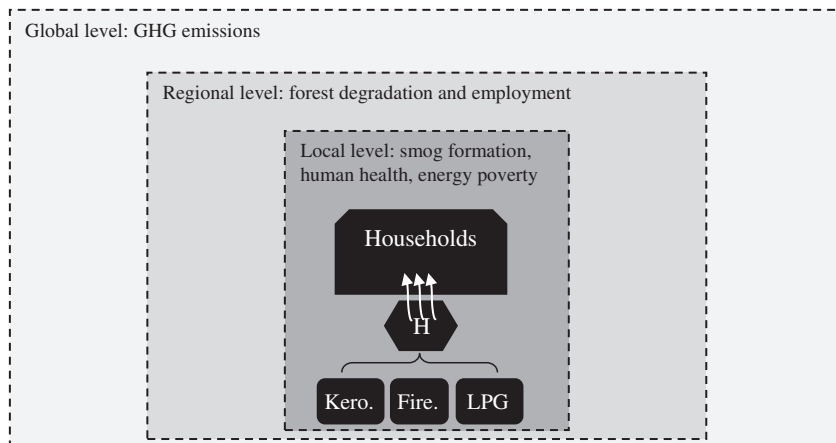 Global level: GHG emissions
Regional level: forest degradation and employment
Local level: smog formation,
human health, energy poverty
Households
H
Kero.
Fire.
LPG